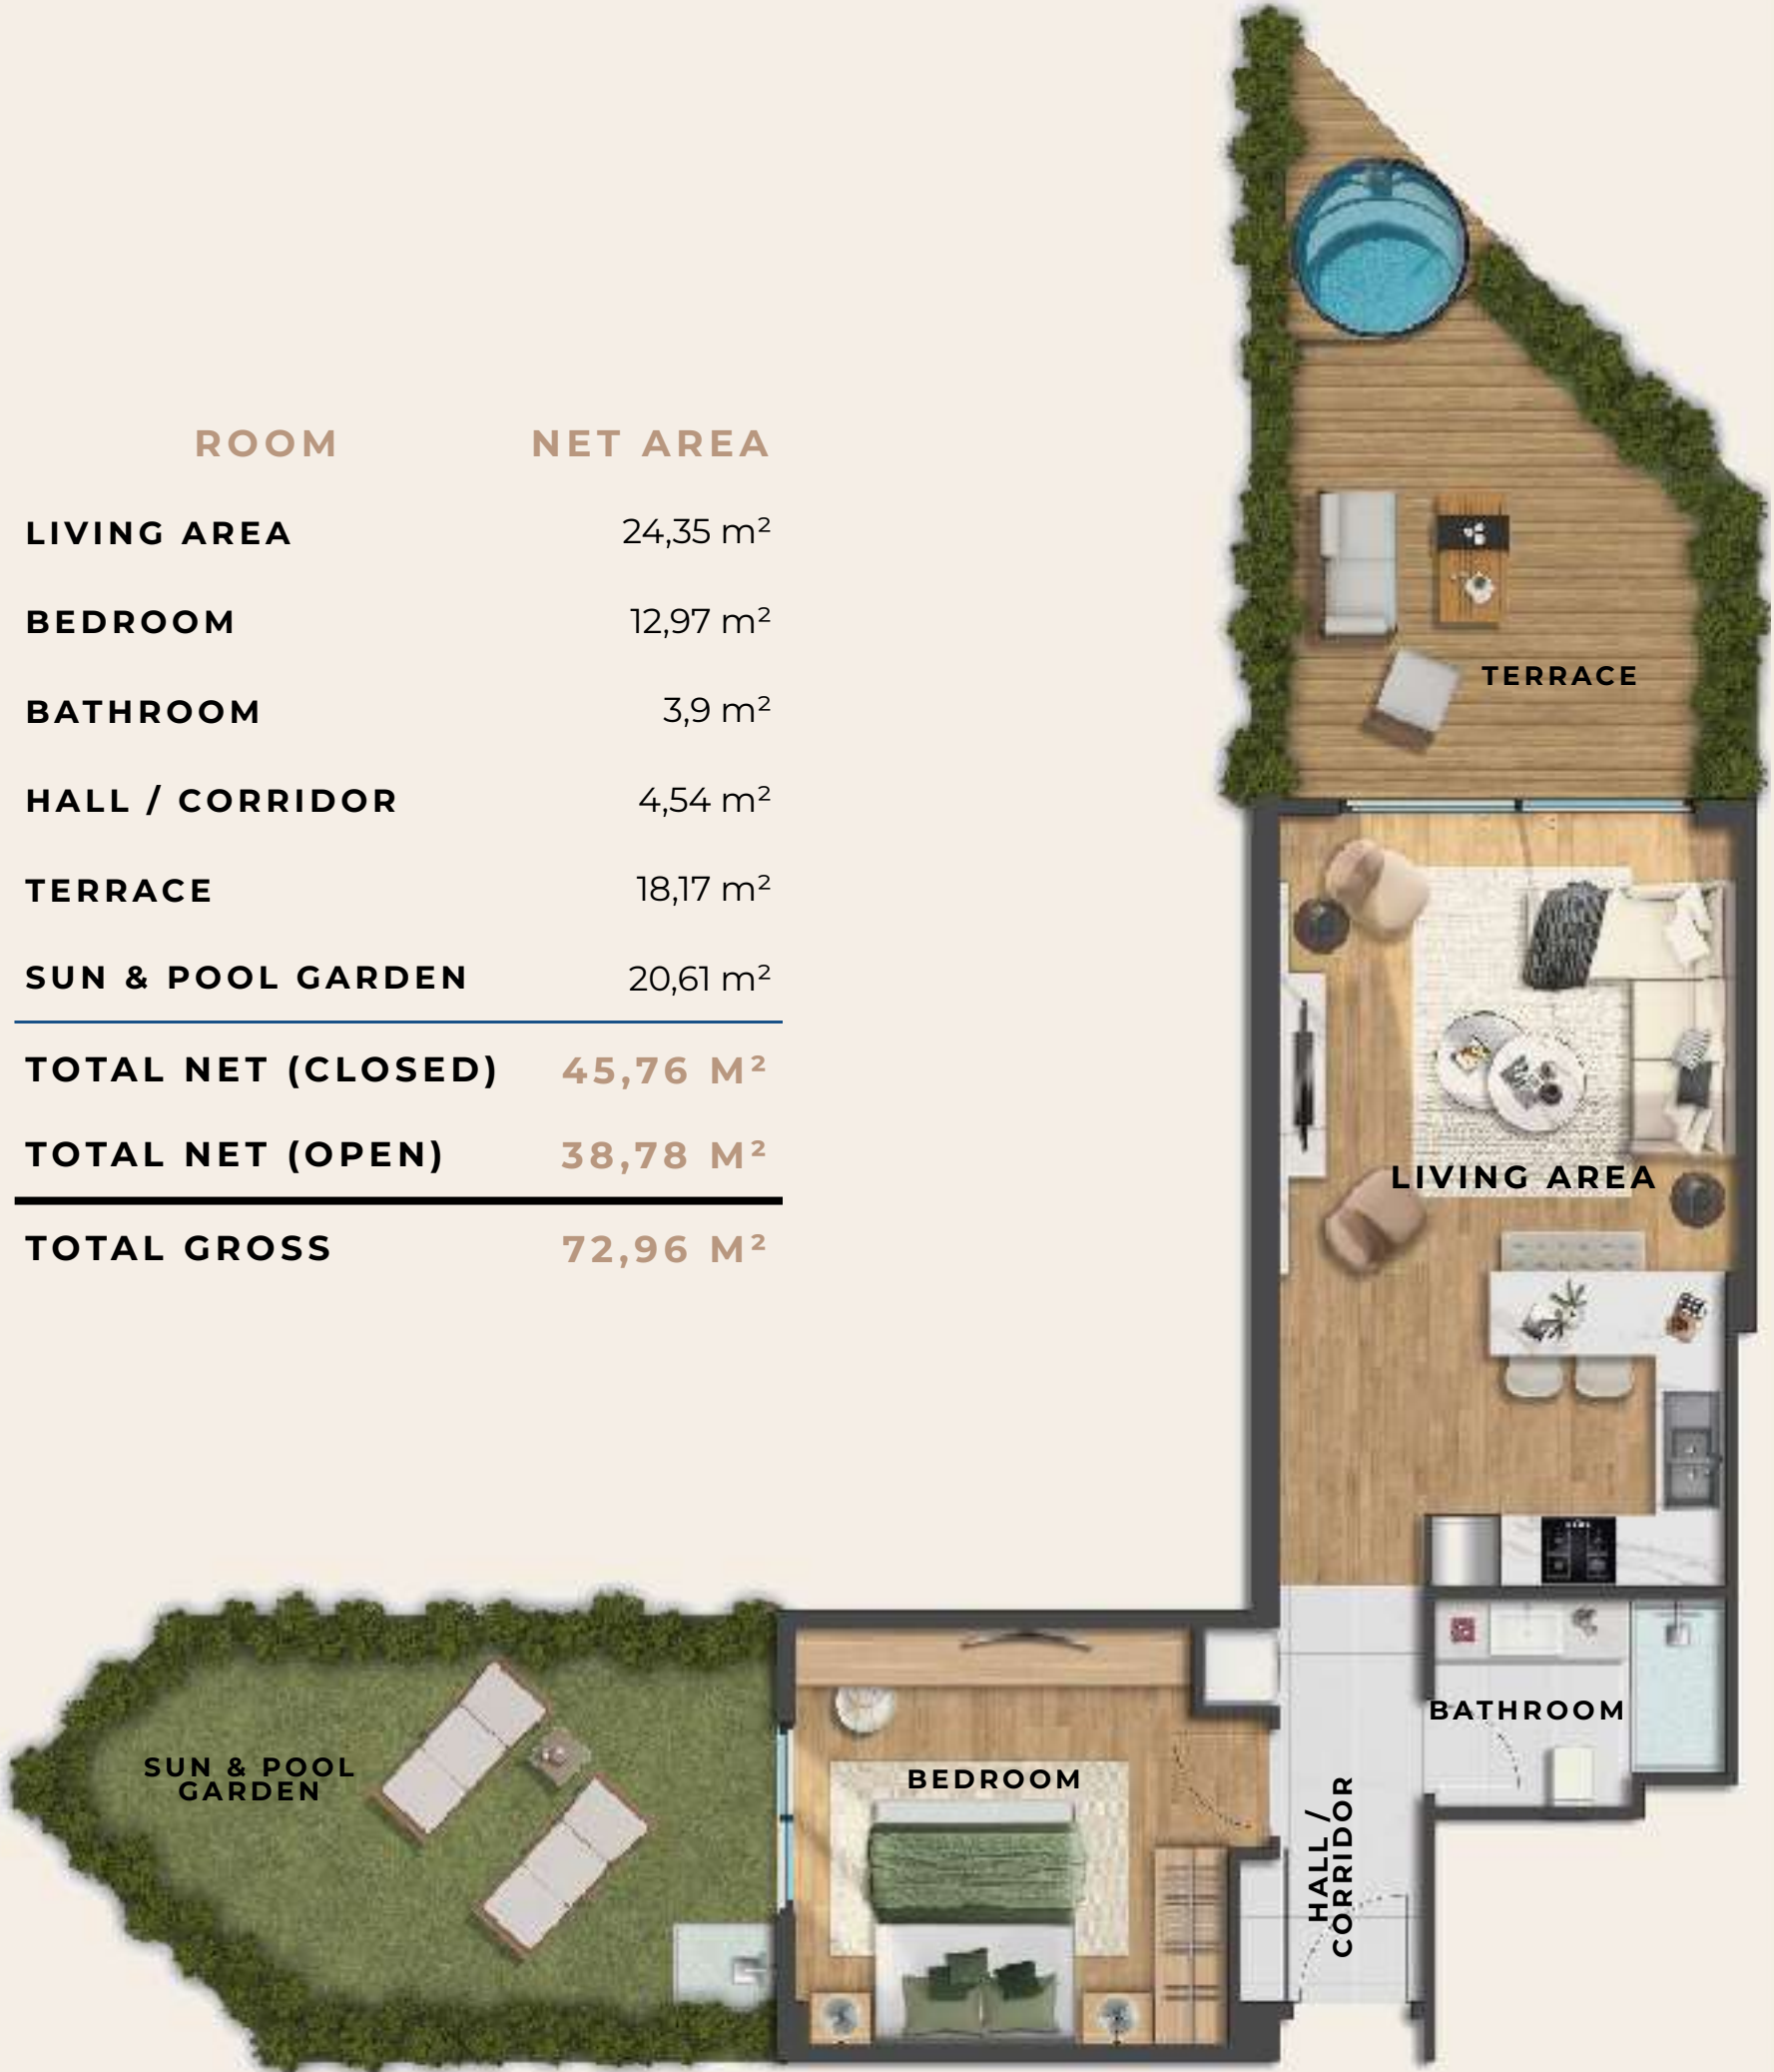 ROOM NET AREA
LIVING AREA 24,35 m²
BEDROOM 12,97 m²
BATHROOM 3,9 m²
HALL / CORRIDOR 4,54 m²
TERRACE 18,17 m²
SUN & POOL GARDEN 20,61 m²
TOTAL NET (CLOSED) 45,76 M²
TOTAL NET (OPEN) 38,78 M²
TOTAL GROSS 72,96 M²
TERRACE
LIVING AREA
BATHROOM
SUN & POOL
GARDEN
BEDROOM
HALL /
CORRIDOR